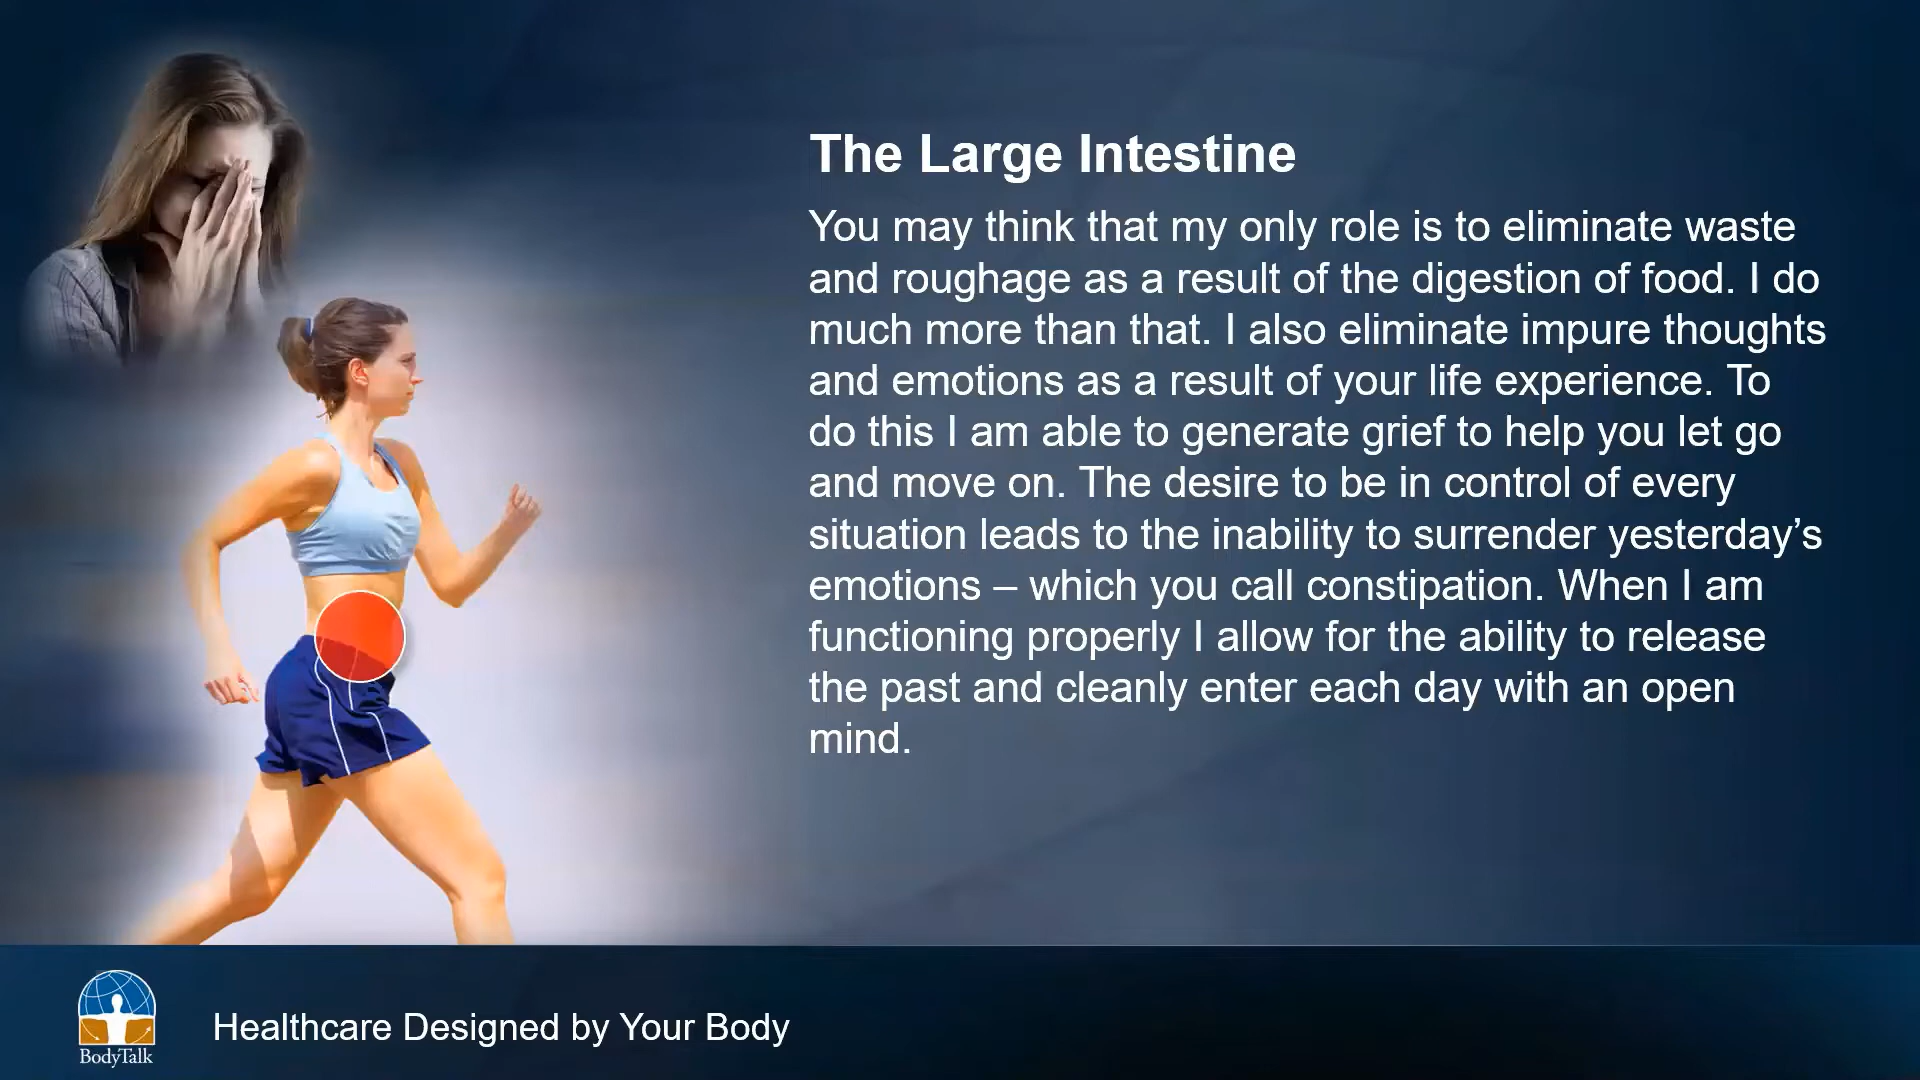 The Large Intestine
You may think that my only role is to eliminate waste
and roughage as a result of the digestion of food. I do
much more than that. I also eliminate impure thoughts
and emotions as a result of your life experience. To
do this I am able to generate grief to help you let go
and move on. The desire to be in control of every
situation leads to the inability to surrender yesterday’s
emotions – which you call constipation. When I am
functioning properly I allow for the ability to release
the past and cleanly enter each day with an open
mind.
BodyTalk
Healthcare Designed by Your Body